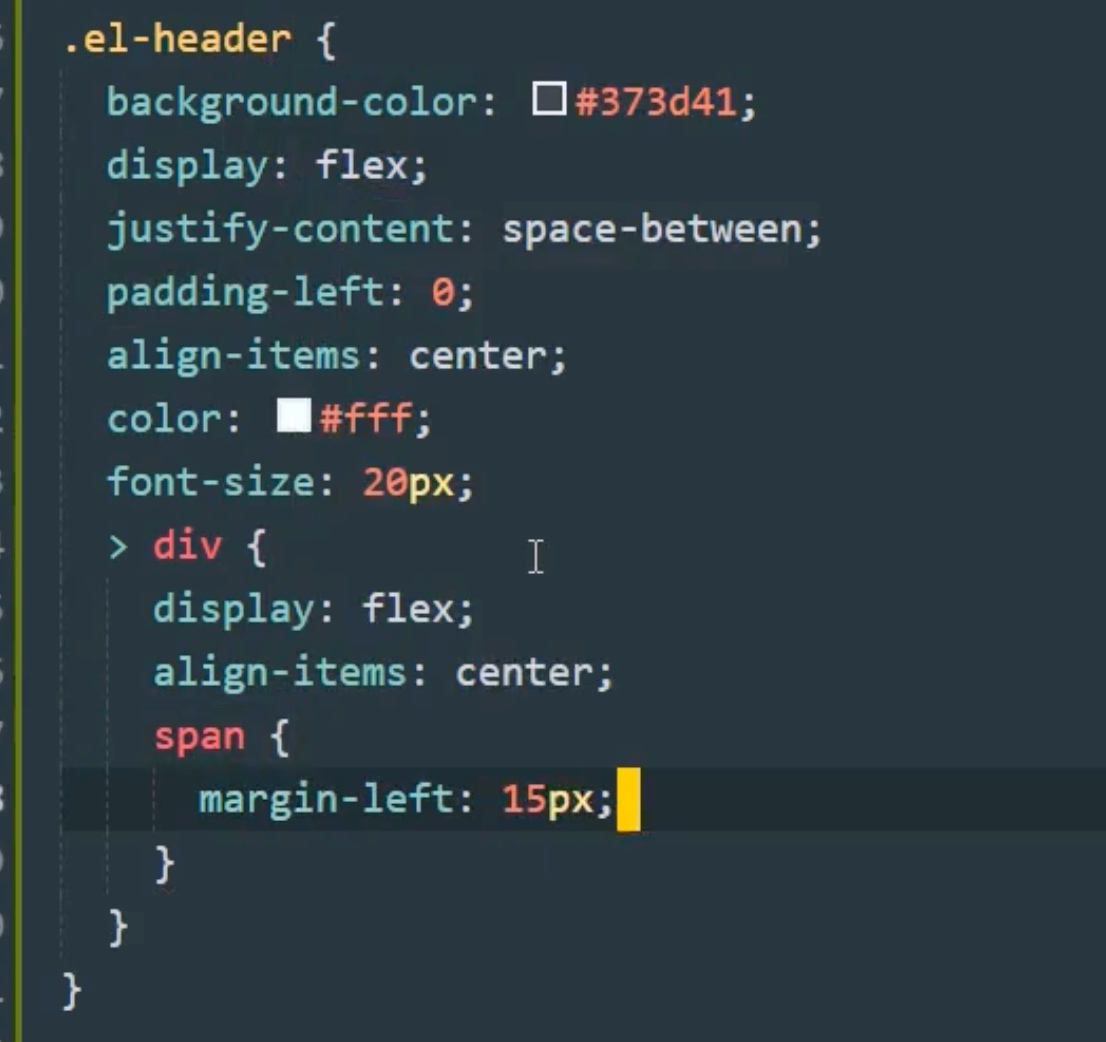 .el-header {
background-color: #373d41;
display: flex;
justify-content: space-between;
padding-left: 0;
align-items: center;
color: #fff;
font-size: 20px;
> div {
display: flex;
align-items: center;
span {
margin-left: 15px;
}
}
}